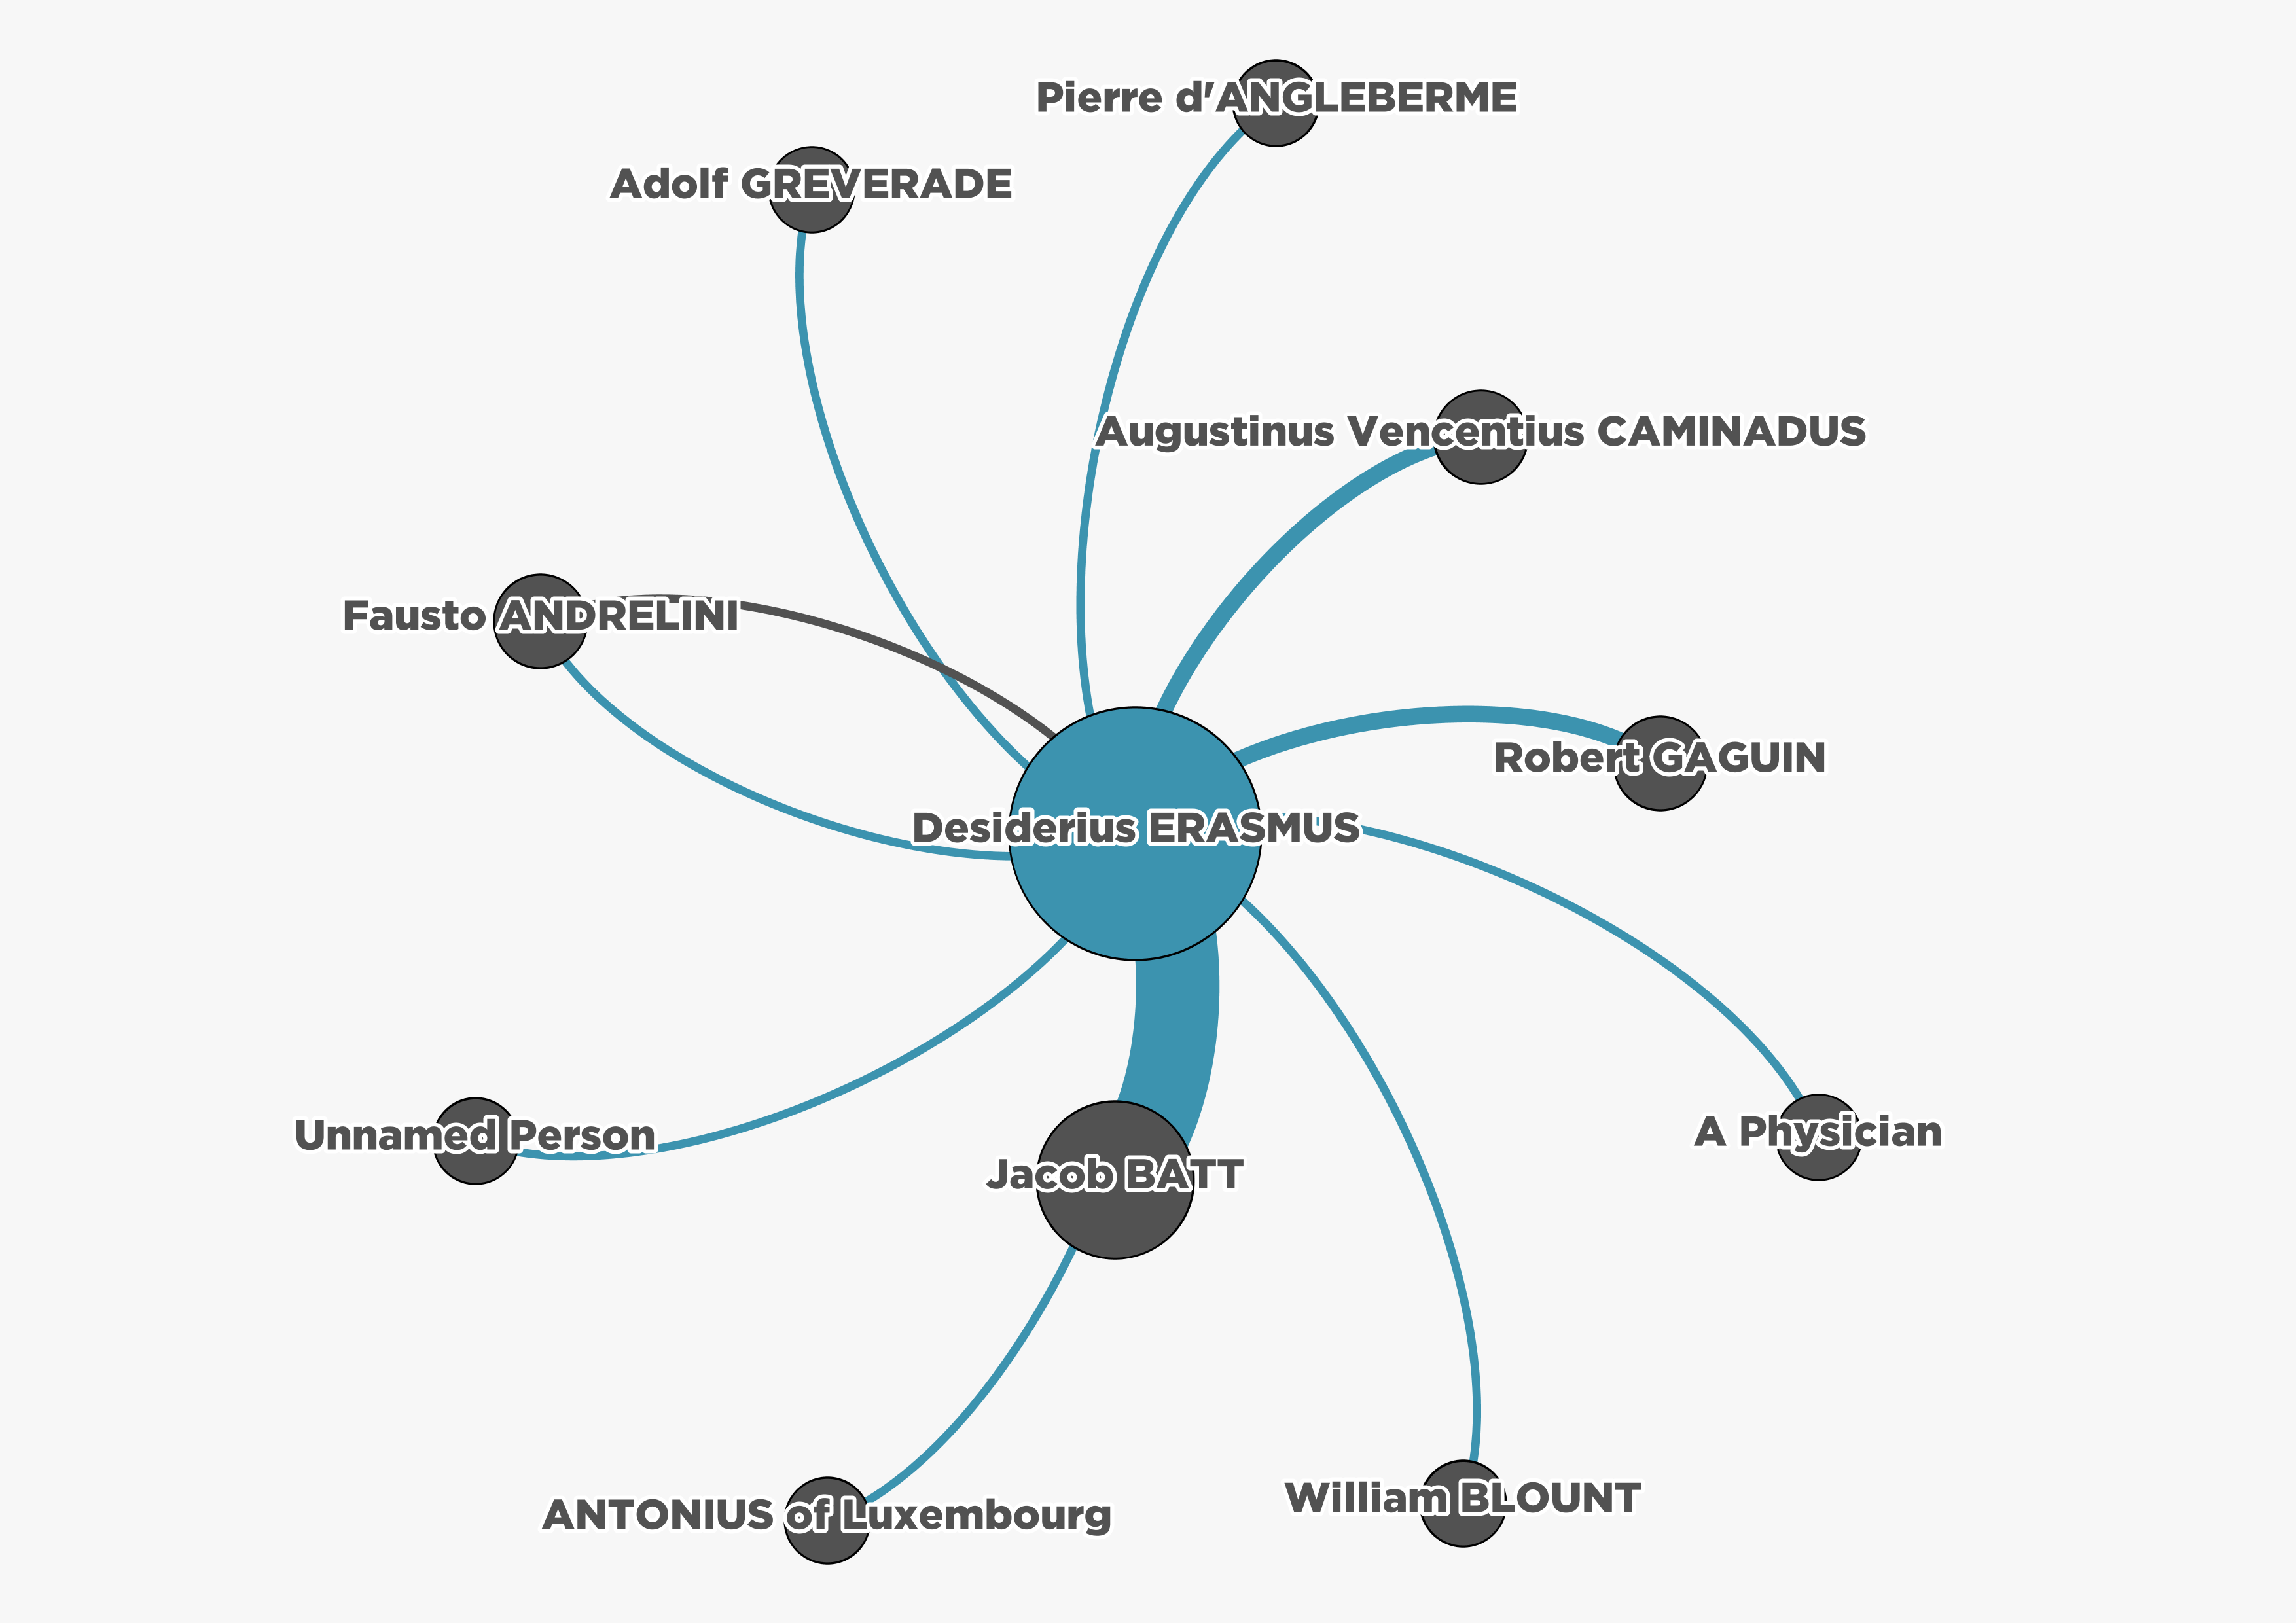 Pierre d'ANGLEBERME
Adolf GREVERADE
Augustinus Vencentius CAMINADUS
Fausto ANDRELINI
Robert GAGUIN
Desiderius ERASMUS
A Physician
Unnamed Person
Jacob BATT
William BLOUNT
ANTONIUS of Luxembourg